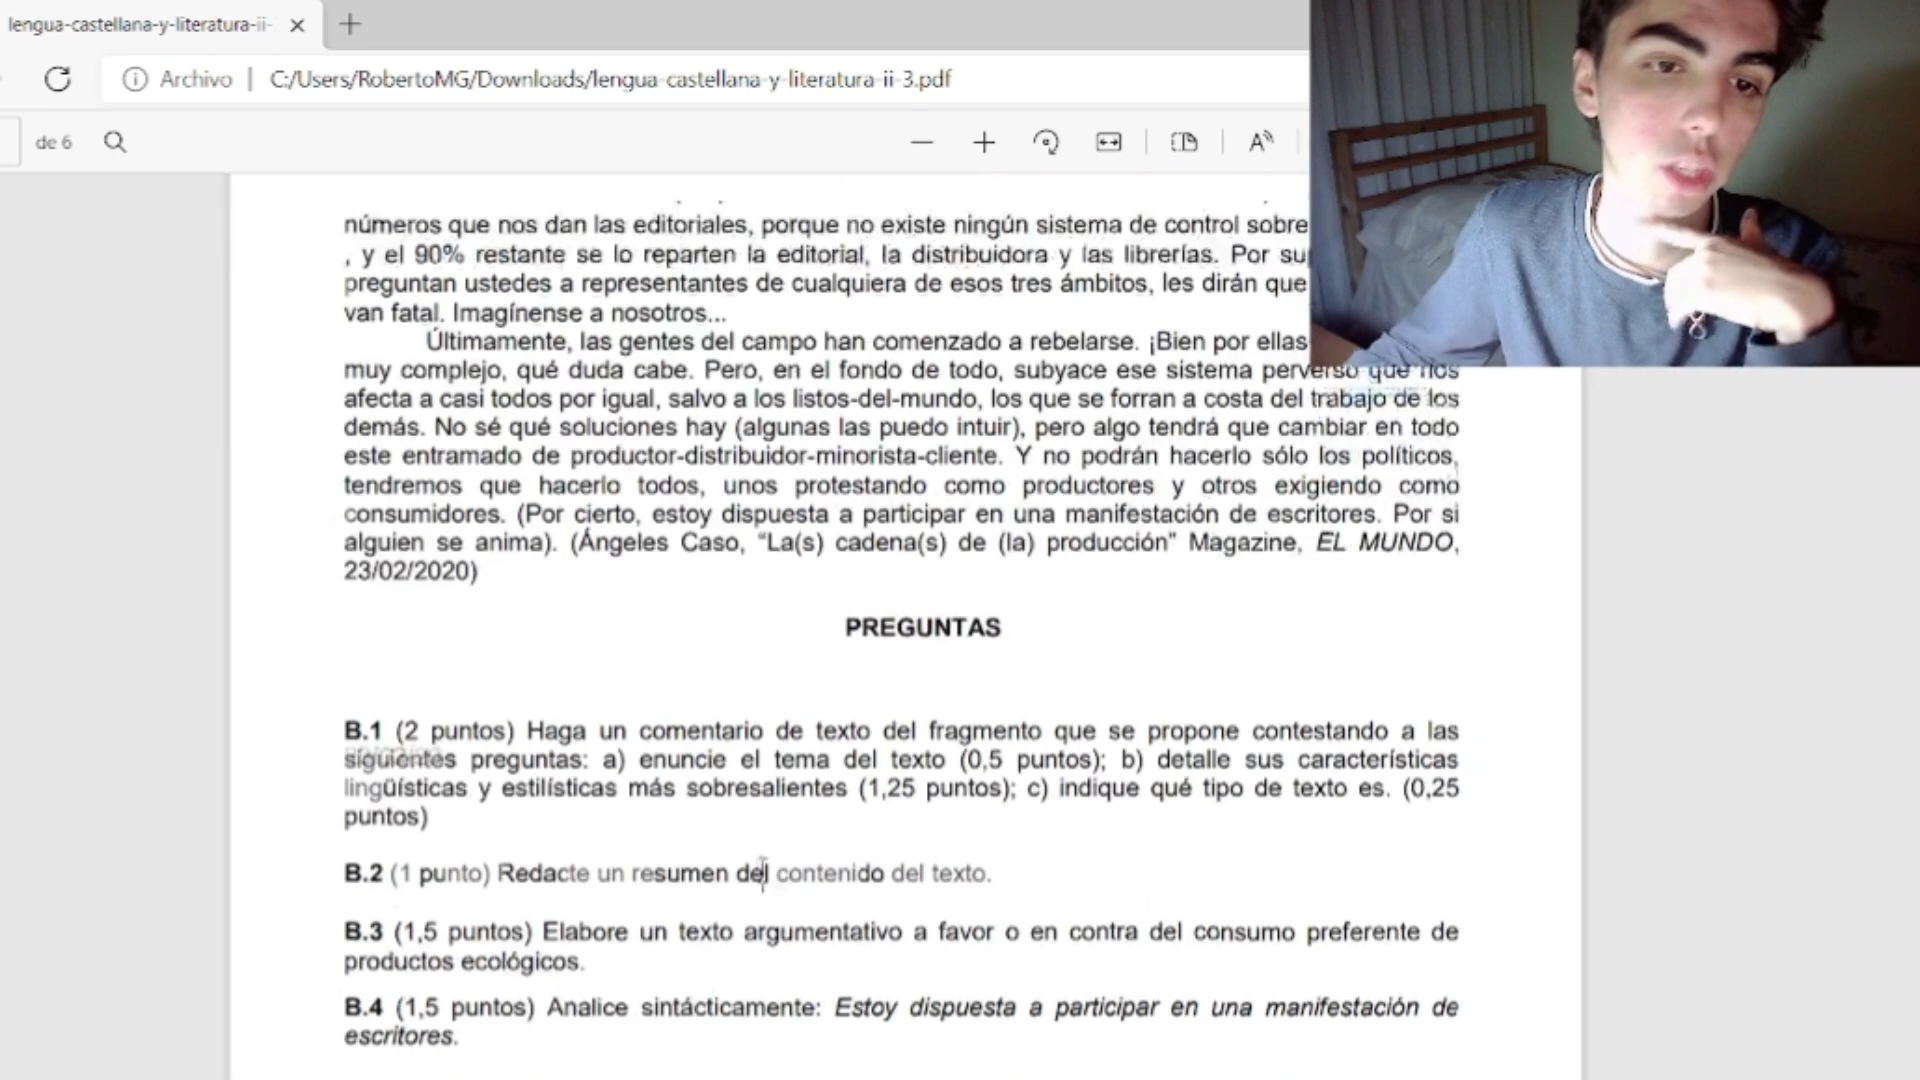 lengua-castellana-y-literatura-ii-
Archivo | C:/Users/RobertoMG/Downloads/lengua-castellana-y-literatura-ii-3.pdf
de 6
números que nos dan las editoriales, porque no existe ningún sistema de control sobre
, y el 90% restante se lo reparten la editorial, la distribuidora y las librerías. Por su
preguntan ustedes a representantes de cualquiera de esos tres ámbitos, les dirán que
van fatal. Imagínense a nosotros...
Últimamente, las gentes del campo han comenzado a rebelarse. ¡Bien por ellas
muy complejo, qué duda cabe. Pero, en el fondo de todo, subyace ese sistema perverso que nos
afecta a casi todos por igual, salvo a los listos-del-mundo, los que se forran a costa del trabajo de los
demás. No sé qué soluciones hay (algunas las puedo intuir), pero algo tendrá que cambiar en todo
este entramado de productor-distribuidor-minorista-cliente. Y no podrán hacerlo sólo los políticos,
tendremos que hacerlo todos, unos protestando como productores y otros exigiendo como
consumidores. (Por cierto, estoy dispuesta a participar en una manifestación de escritores. Por si
alguien se anima). (Ángeles Caso, “La(s) cadena(s) de (la) producción” Magazine, EL MUNDO,
23/02/2020)
PREGUNTAS
B.1 (2 puntos) Haga un comentario de texto del fragmento que se propone contestando a las
siguientes preguntas: a) enuncie el tema del texto (0,5 puntos); b) detalle sus características
lingüísticas y estilísticas más sobresalientes (1,25 puntos); c) indique qué tipo de texto es. (0,25
puntos)
B.2 (1 punto) Redacte un resumen del contenido del texto.
B.3 (1,5 puntos) Elabore un texto argumentativo a favor o en contra del consumo preferente de
productos ecológicos.
B.4 (1,5 puntos) Analice sintácticamente: Estoy dispuesta a participar en una manifestación de
escritores.